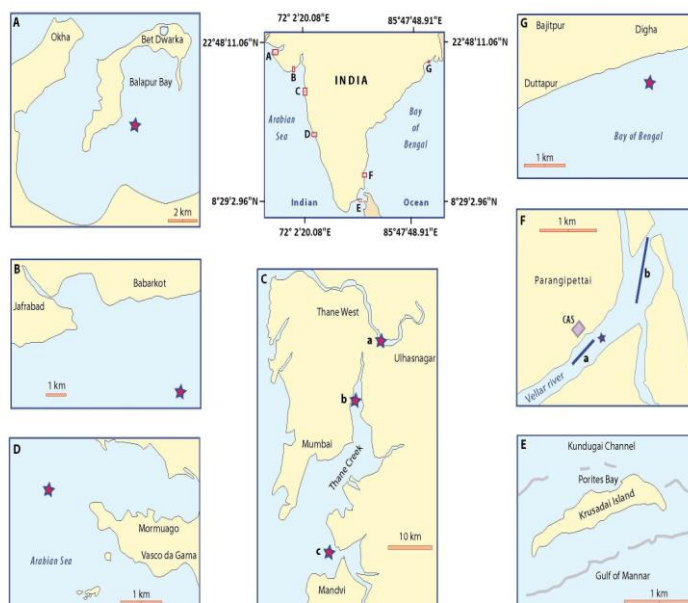 A
Okha
Bet Dwarka
Balapur Bay
2 km
72° 2'20.08"E
85°47'48.91"E
22°48'11.06"N
22°48'11.06"N
A
B
C
D
E
F
G
INDIA
Arabian
Sea
Bay
of
Bengal
Indian
Ocean
8°29'2.96"N
8°29'2.96"N
72° 2'20.08"E
85°47'48.91"E
G
Bajitpur
Digha
Duttapur
Bay of Bengal
1 km
B
Babarkot
Jafrabad
1 km
C
Thane West
a
Ulhasnagar
b
Mumbai
Thane Creek
10 km
c
Mandvi
F
1 km
Parangipettai
b
CAS
a
Vellar river
D
Mormuago
Vasco da Gama
Arabian Sea
1 km
E
Kundugai Channel
Porites Bay
Krusadai Island
Gulf of Mannar
1 km